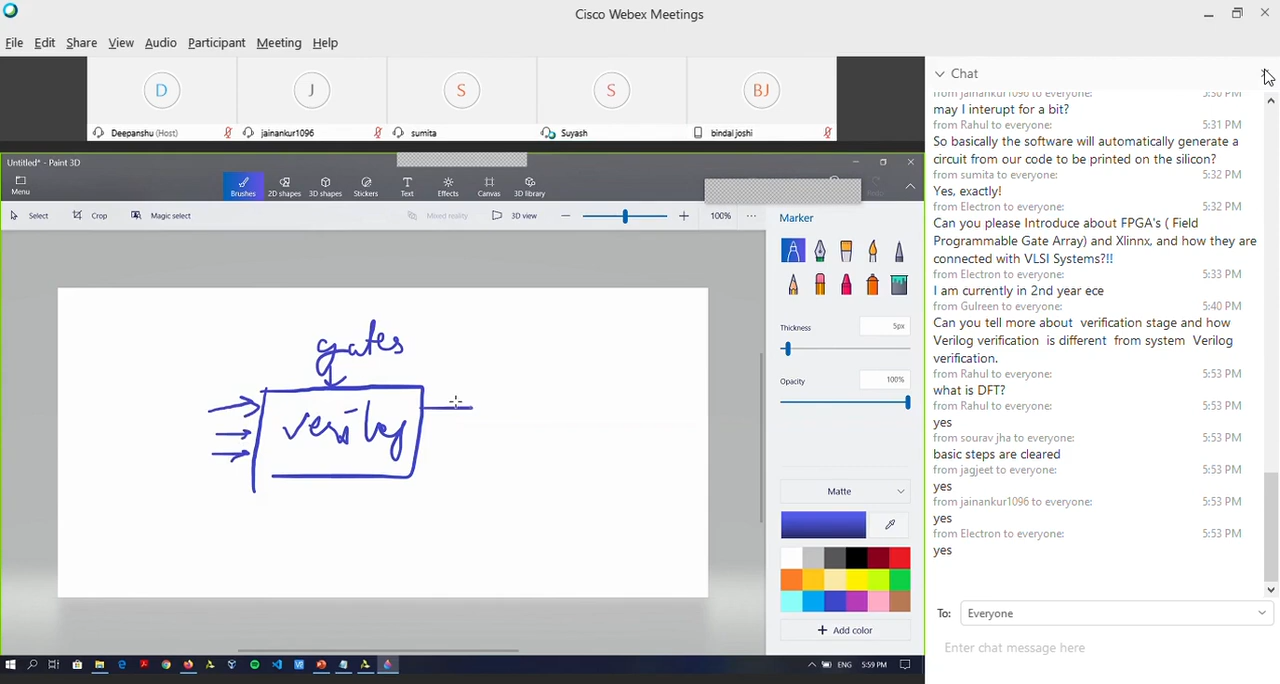 Cisco Webex Meetings
File Edit Share View Audio Participant Meeting Help
D J S S BJ
Deepanshu (Host) jainankur1096 sumita Suyash bindal joshi
Untitled* - Paint 3D
Menu Brushes 2D shapes 3D shapes Stickers Text Effects Canvas 3D library
Select Crop Magic select Mixed reality 3D view 100%
Marker
Thickness 5px
Opacity 100%
Matte
Add color
gates
ENG 5:59 PM
Chat
from jainankur1096 to everyone: 5:30 PM
may I interupt for a bit?
from Rahul to everyone: 5:31 PM
So basically the software will automatically generate a
circuit from our code to be printed on the silicon?
from sumita to everyone: 5:32 PM
Yes, exactly!
from Electron to everyone: 5:32 PM
Can you please Introduce about FPGA's ( Field
Programmable Gate Array) and Xlinnx, and how they are
connected with VLSI Systems?!!
from Electron to everyone: 5:33 PM
I am currently in 2nd year ece
from Gulreen to everyone: 5:40 PM
Can you tell more about verification stage and how
Verilog verification is different from system Verilog
verification.
from Rahul to everyone: 5:53 PM
what is DFT?
from Rahul to everyone: 5:53 PM
yes
from sourav jha to everyone: 5:53 PM
basic steps are cleared
from jagjeet to everyone: 5:53 PM
yes
from jainankur1096 to everyone: 5:53 PM
yes
from Electron to everyone: 5:53 PM
yes
To: Everyone
Enter chat message here